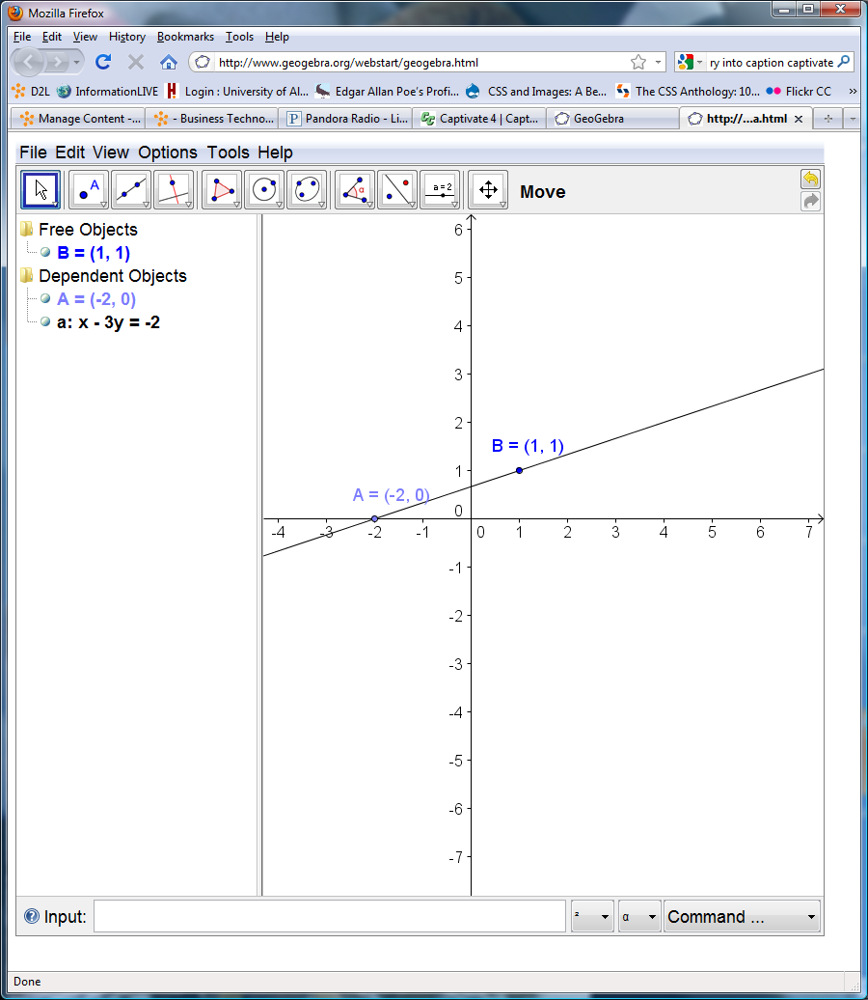 Mozilla Firefox
File Edit View History Bookmarks Tools Help
http://www.geogebra.org/webstart/geogebra.html
ry into caption captivate
D2L InformationLIVE Login : University of Al... Edgar Allan Poe's Profi... CSS and Images: A Be... The CSS Anthology: 10... Flickr CC »
Manage Content -... - Business Techno... Pandora Radio - Li... Captivate 4 | Capt... GeoGebra http://...a.html
File Edit View Options Tools Help
A α a=2 Move
Free Objects
B = (1, 1)
Dependent Objects
A = (-2, 0)
a: x - 3y = -2
6
5
4
3
2
B = (1, 1)
1
A = (-2, 0)
0
-4 -3 -2 -1 0 1 2 3 4 5 6 7
-1
-2
-3
-4
-5
-6
-7
Input: ² α Command ...
Done